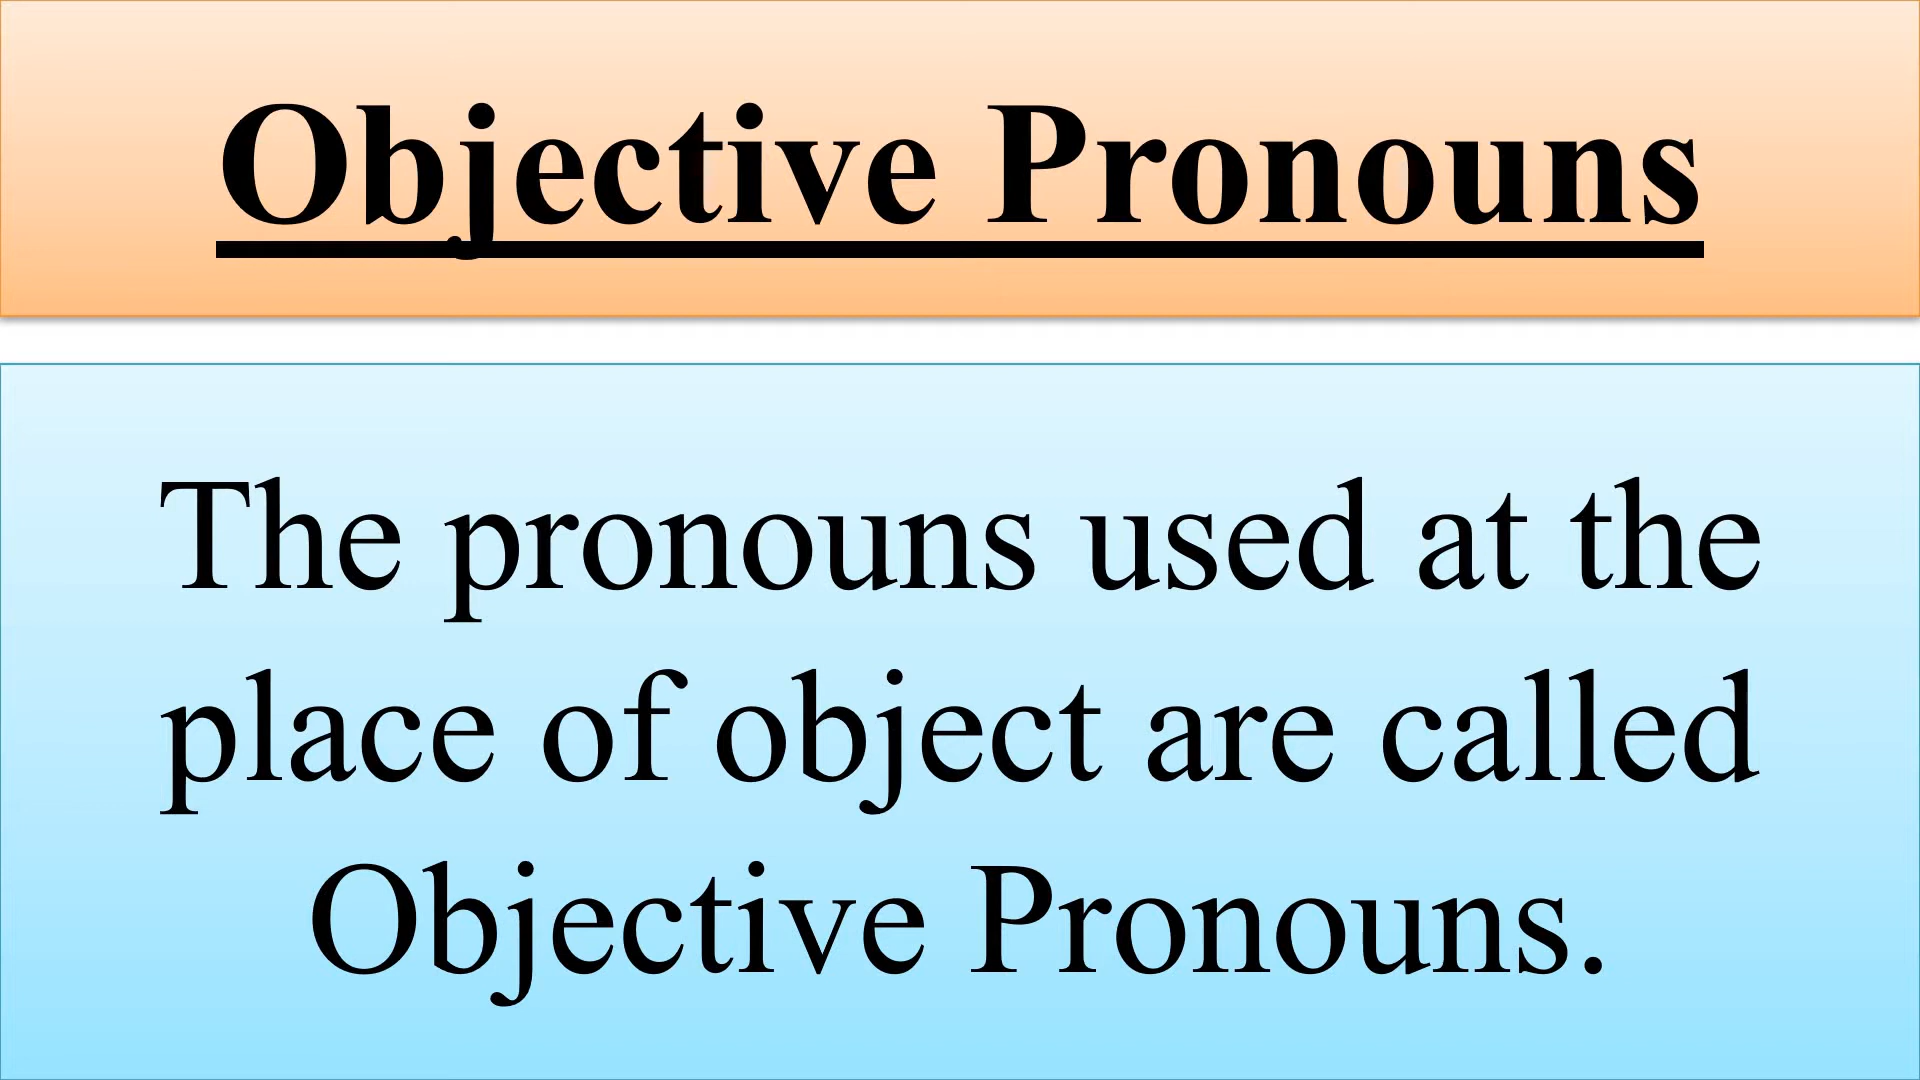 Objective Pronouns
The pronouns used at the
place of object are called
Objective Pronouns.